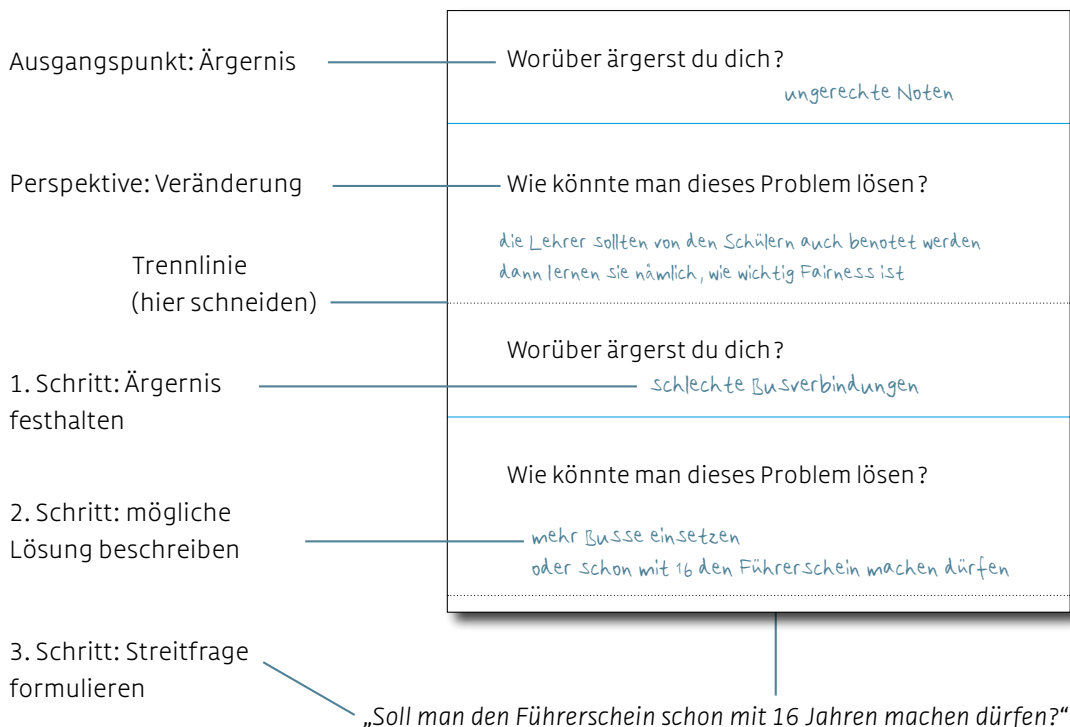 Ausgangspunkt: Ärgernis
Worüber ärgerst du dich?
ungerechte Noten
Perspektive: Veränderung
Wie könnte man dieses Problem lösen?
die Lehrer sollten von den Schülern auch benotet werden
dann lernen sie nämlich, wie wichtig Fairness ist
Trennlinie
(hier schneiden)
Worüber ärgerst du dich?
1. Schritt: Ärgernis
festhalten
schlechte Busverbindungen
Wie könnte man dieses Problem lösen?
2. Schritt: mögliche
Lösung beschreiben
mehr Busse einsetzen
oder schon mit 16 den Führerschein machen dürfen
3. Schritt: Streitfrage
formulieren
„Soll man den Führerschein schon mit 16 Jahren machen dürfen?“